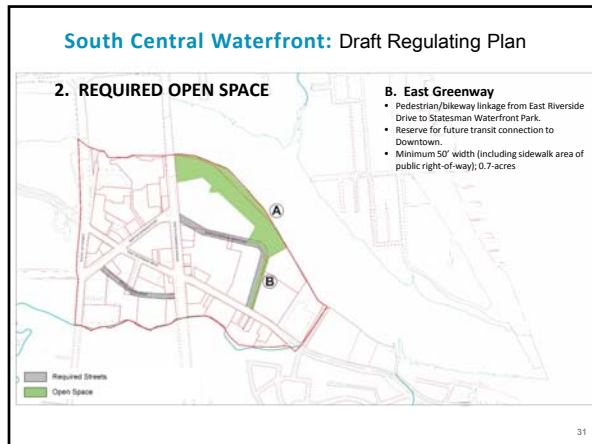 South Central Waterfront: Draft Regulating Plan
2. REQUIRED OPEN SPACE
B. East Greenway
• Pedestrian/bikeway linkage from East Riverside
Drive to Statesman Waterfront Park.
• Reserve for future transit connection to
Downtown.
• Minimum 50' width (including sidewalk area of
public right-of-way); 0.7-acres
A
B
Required Streets
Open Space
31